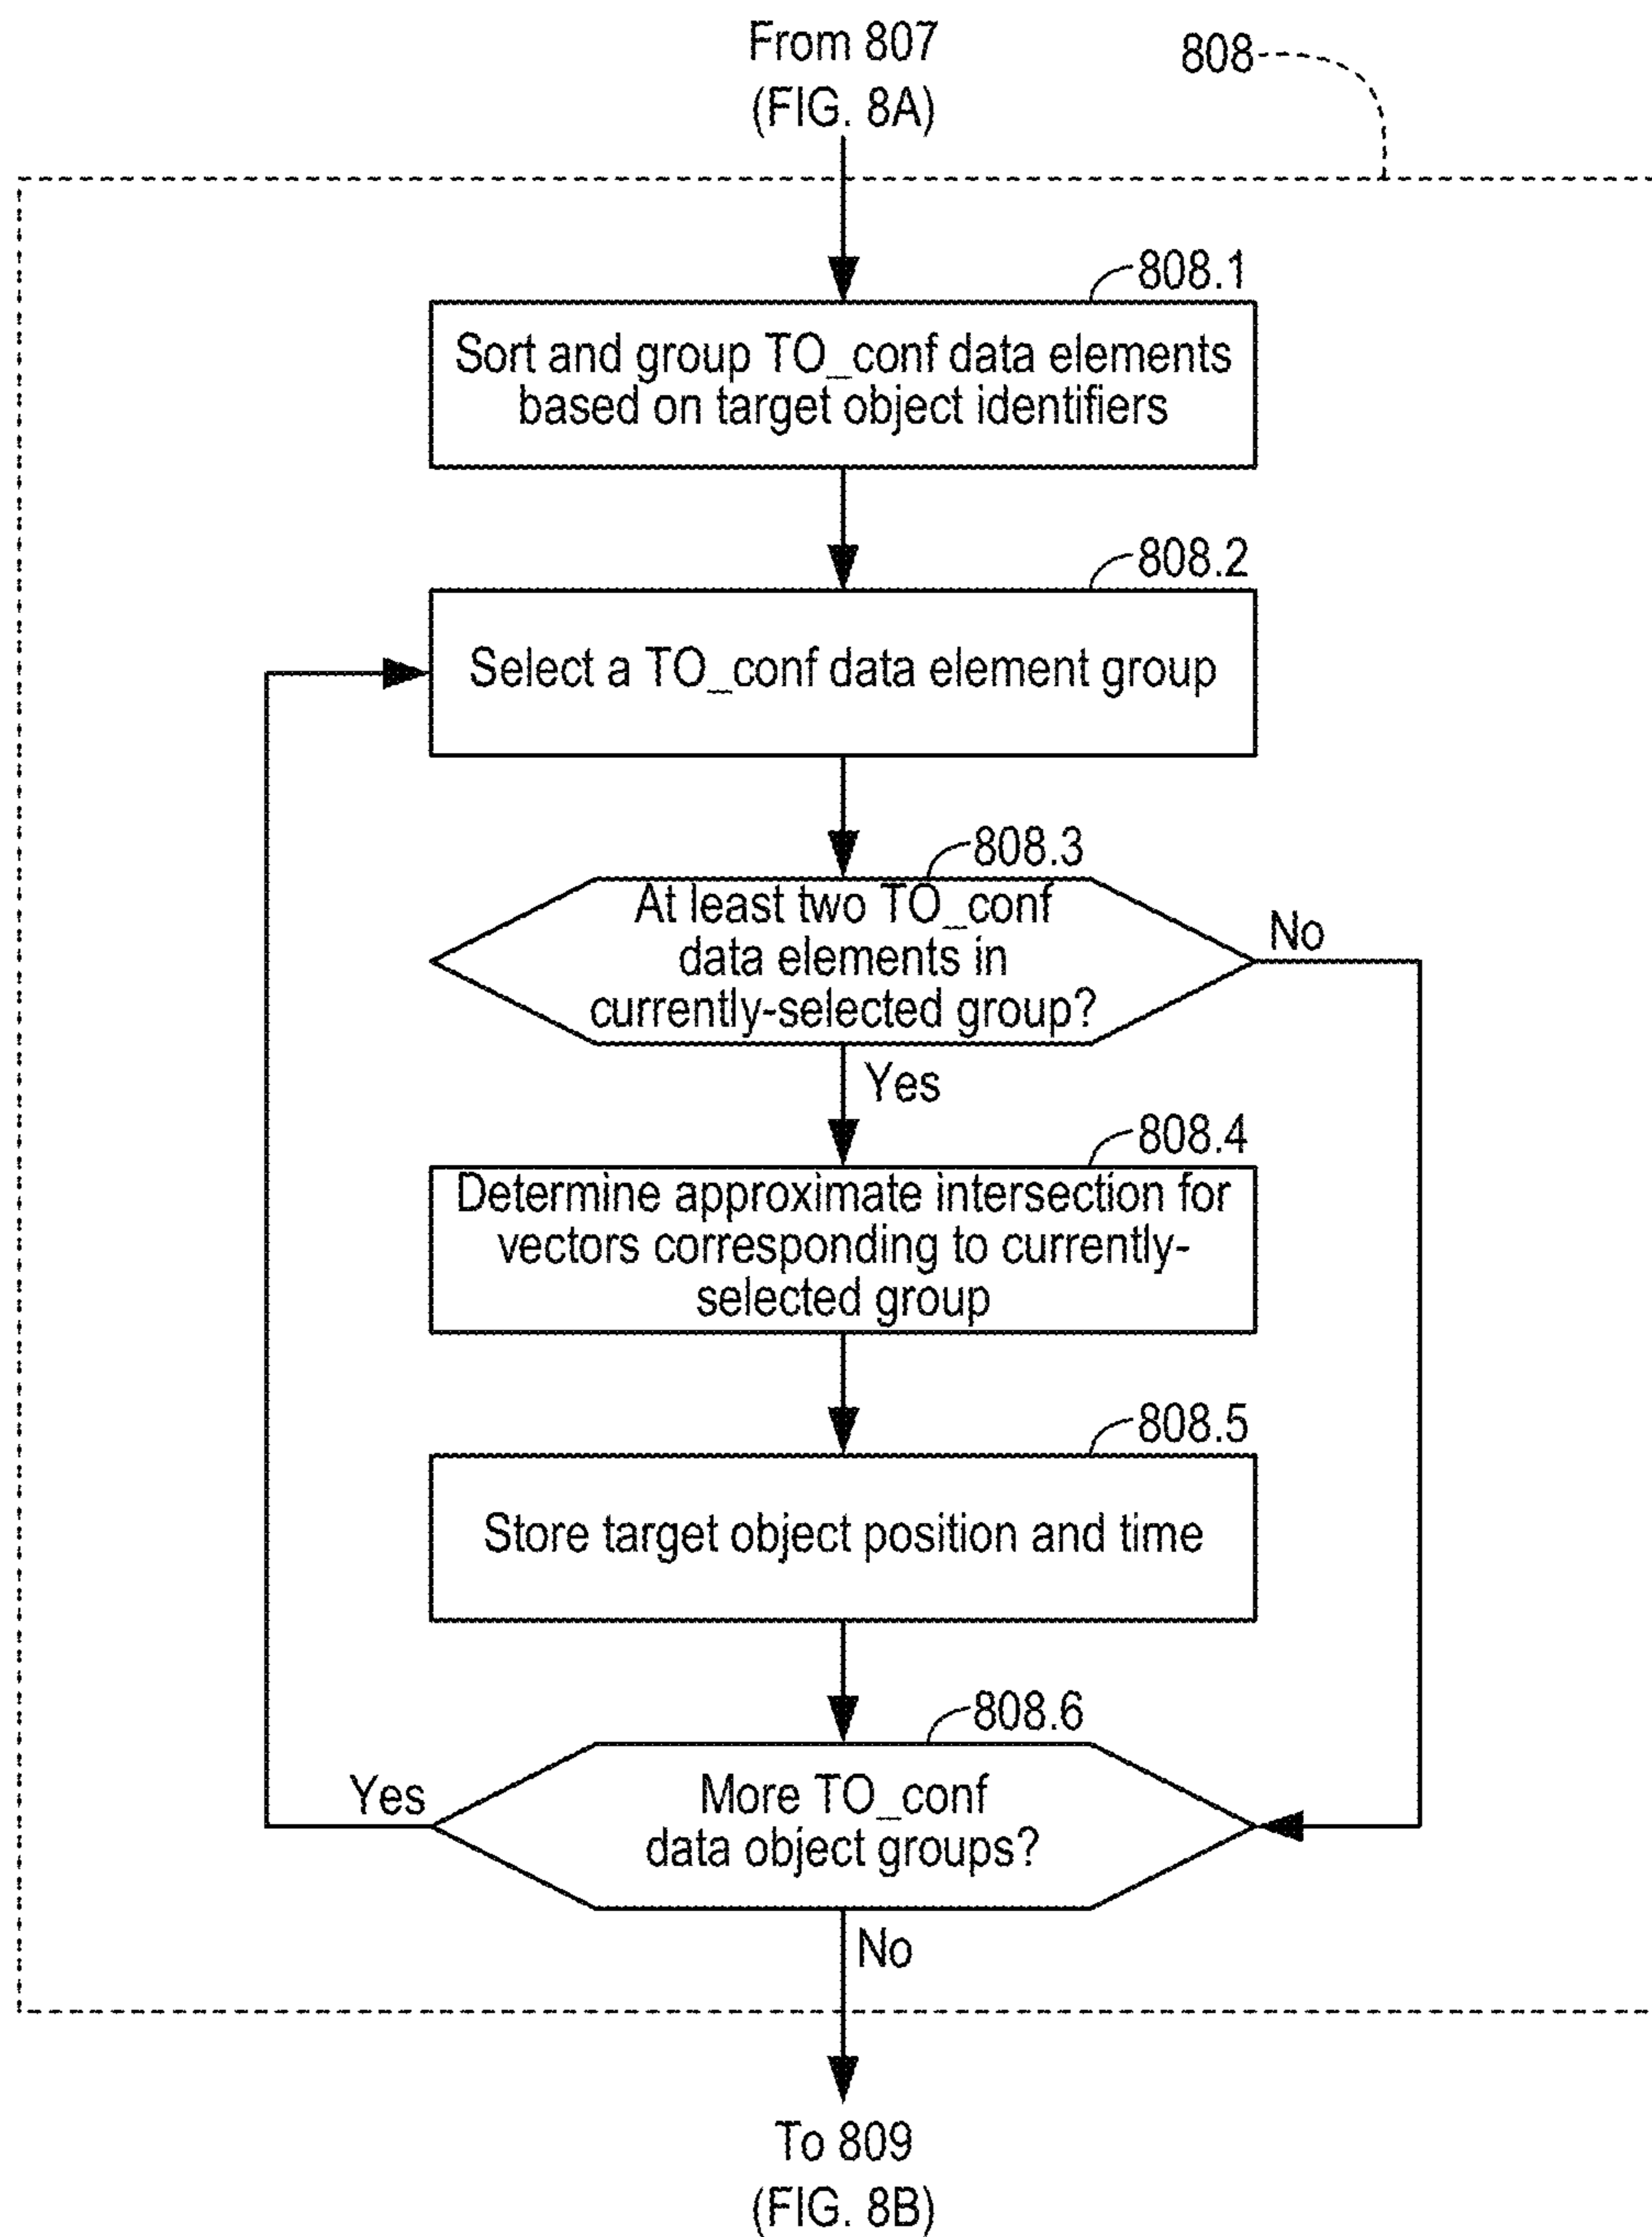 From 807
(FIG. 8A)
808
808.1
Sort and group TO_conf data elements
based on target object identifiers
808.2
Select a TO_conf data element group
808.3
At least two TO_conf
data elements in
currently-selected group?
No
Yes
808.4
Determine approximate intersection for
vectors corresponding to currently-
selected group
808.5
Store target object position and time
808.6
More TO_conf
data object groups?
Yes
No
To 809
(FIG. 8B)